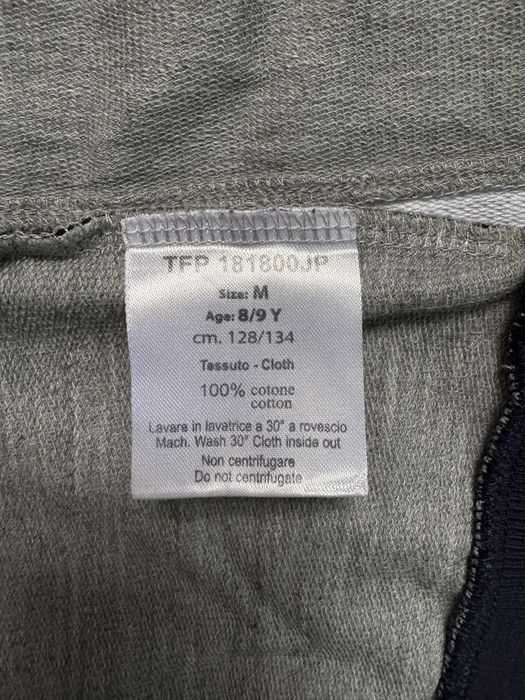 TFP 181800JP
Size: M
Age: 8/9 Y
cm. 128/134
Tessuto - Cloth
100% cotone
cotton
Lavare in lavatrice a 30° a rovescio
Mach. Wash 30° Cloth inside out
Non centrifugare
Do not centrifugate